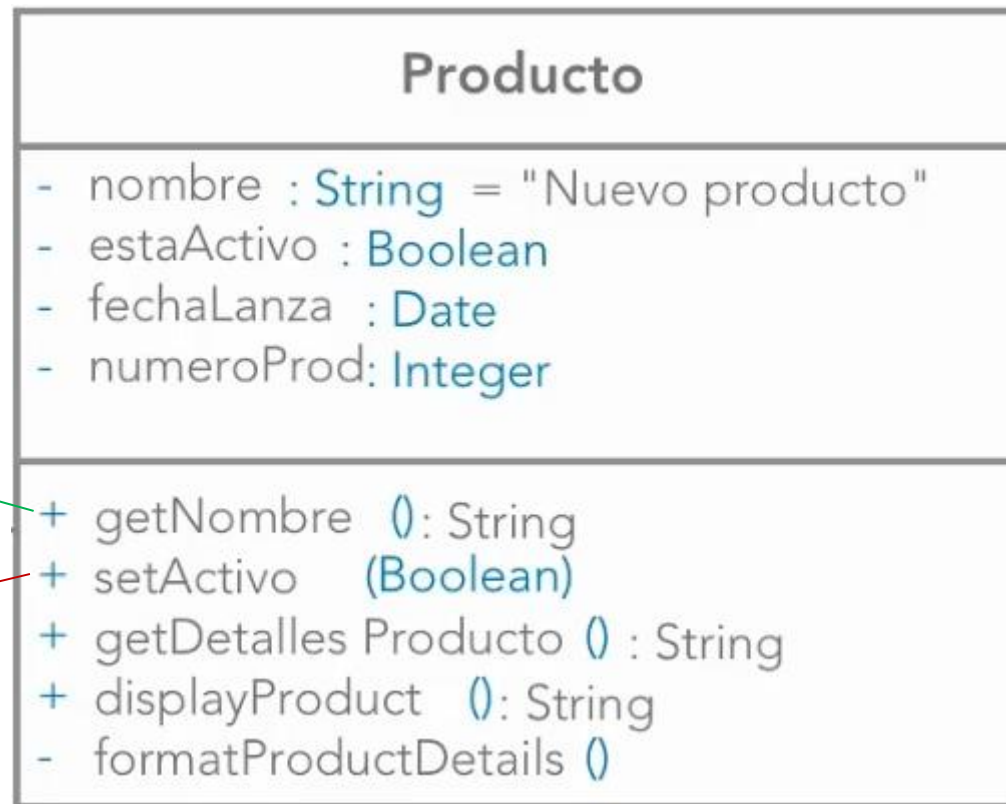 Producto
- nombre : String = "Nuevo producto"
- estaActivo : Boolean
- fechaLanza : Date
- numeroProd: Integer
+ getNombre (): String
+ setActivo (Boolean)
+ getDetalles Producto () : String
+ displayProduct (): String
- formatProductDetails ()